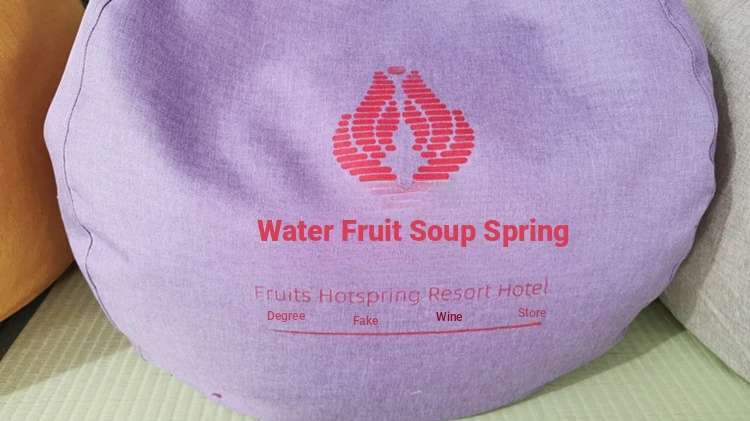 Water Fruit Soup Spring
Fruits Hotspring Resort Hotel
Degree Fake Wine Store